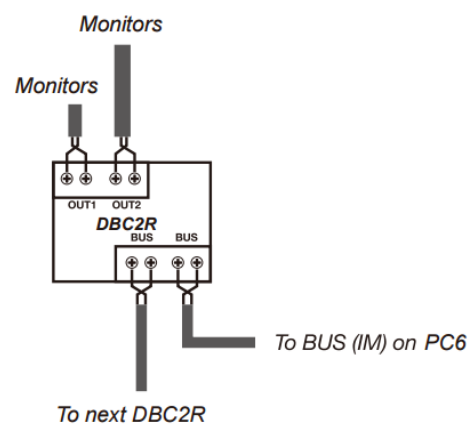 Monitors
Monitors
OUT1 OUT2
DBC2R
BUS BUS
To BUS (IM) on PC6
To next DBC2R